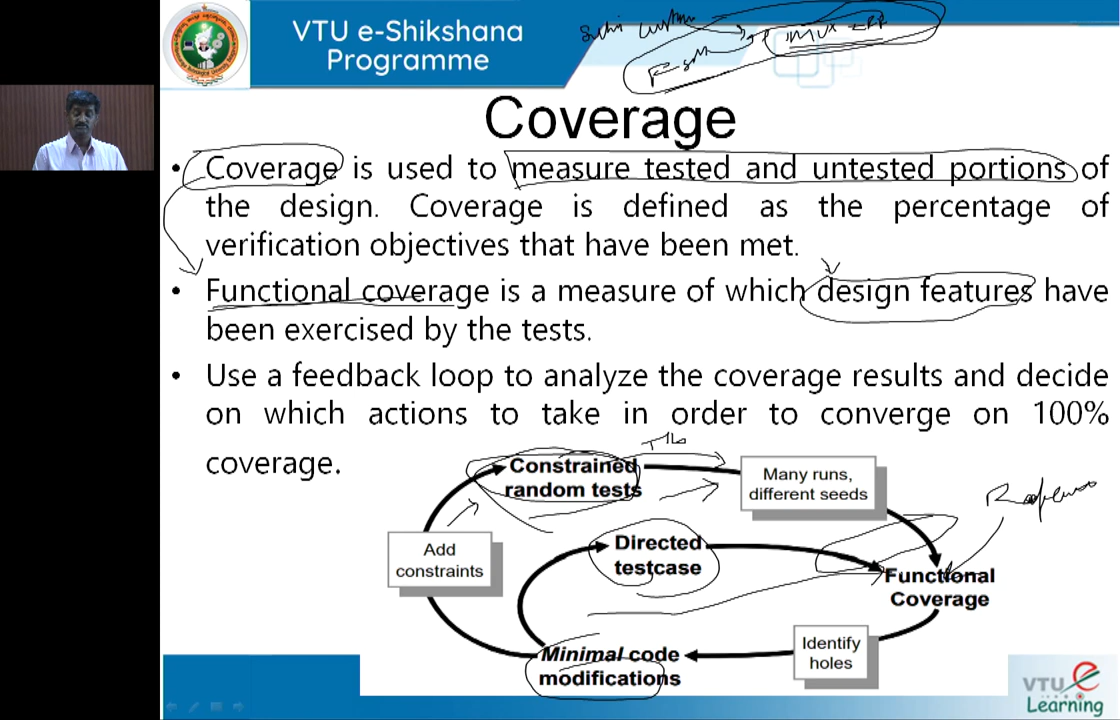 VTU e-Shikshana
Programme
Coverage
• Coverage is used to measure tested and untested portions of
the design. Coverage is defined as the percentage of
verification objectives that have been met.
• Functional coverage is a measure of which design features have
been exercised by the tests.
• Use a feedback loop to analyze the coverage results and decide
on which actions to take in order to converge on 100%
coverage.
Constrained
random tests
Many runs,
different seeds
Add
constraints
Directed
testcase
Functional
Coverage
Minimal code
modifications
Identify
holes
VTU e
Learning